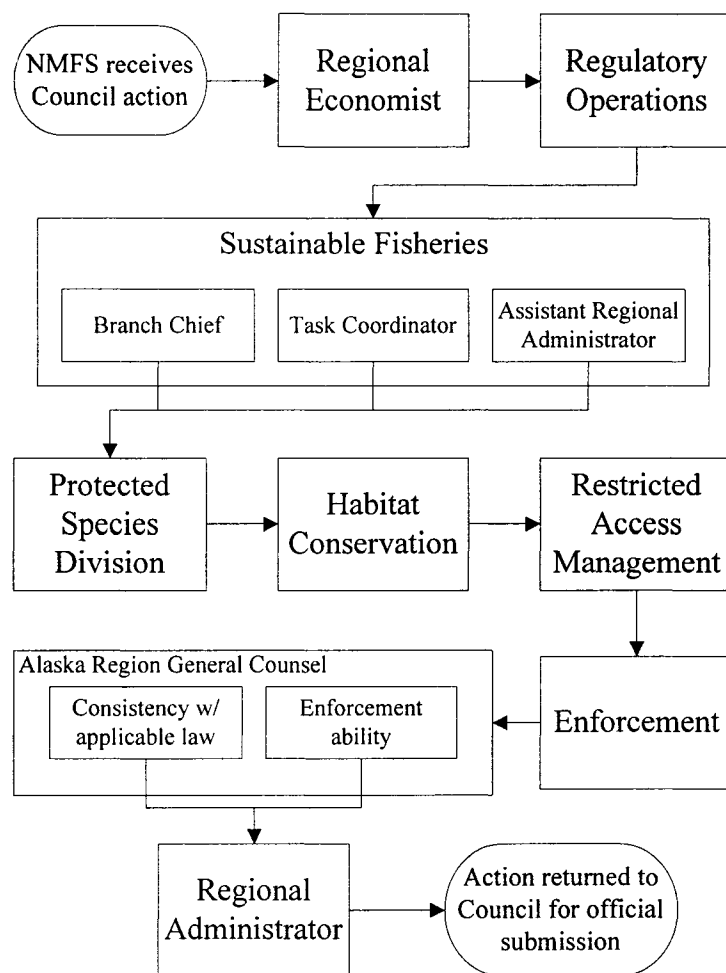 NMFS receives
Council action
Regional
Economist
Regulatory
Operations
Sustainable Fisheries
Branch Chief
Task Coordinator
Assistant Regional
Administrator
Protected
Species
Division
Habitat
Conservation
Restricted
Access
Management
Enforcement
Alaska Region General Counsel
Consistency w/
applicable law
Enforcement
ability
Regional
Administrator
Action returned to
Council for official
submission